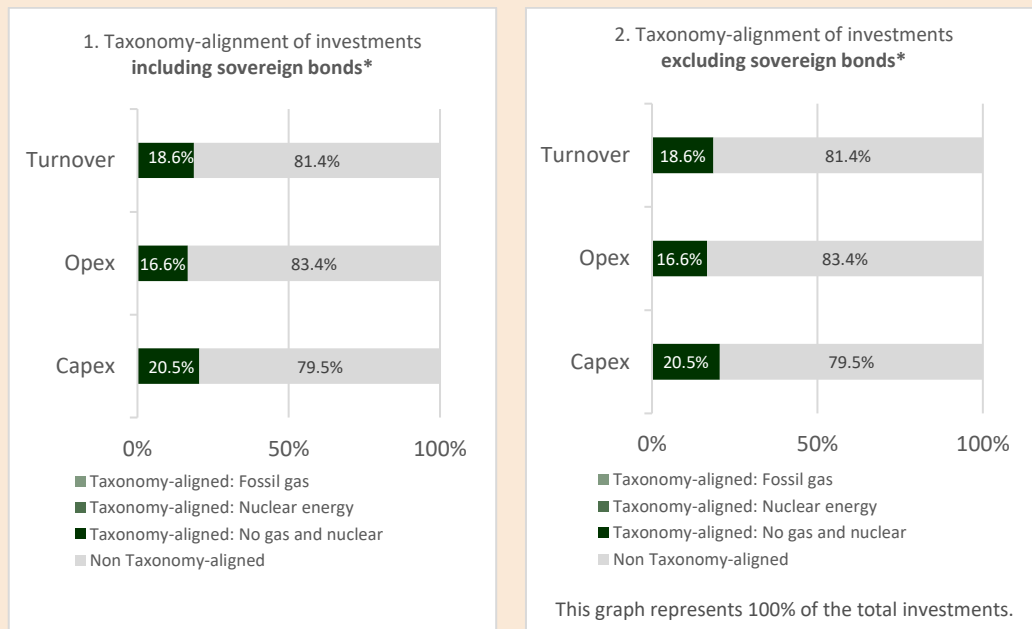 1. Taxonomy-alignment of investments
including sovereign bonds*
Turnover
18.6%
81.4%
Opex
16.6%
83.4%
Capex
20.5%
79.5%
0%
50%
100%
Taxonomy-aligned: Fossil gas
Taxonomy-aligned: Nuclear energy
Taxonomy-aligned: No gas and nuclear
Non Taxonomy-aligned
2. Taxonomy-alignment of investments
excluding sovereign bonds*
Turnover
18.6%
81.4%
Opex
16.6%
83.4%
Capex
20.5%
79.5%
0%
50%
100%
Taxonomy-aligned: Fossil gas
Taxonomy-aligned: Nuclear energy
Taxonomy-aligned: No gas and nuclear
Non Taxonomy-aligned
This graph represents 100% of the total investments.